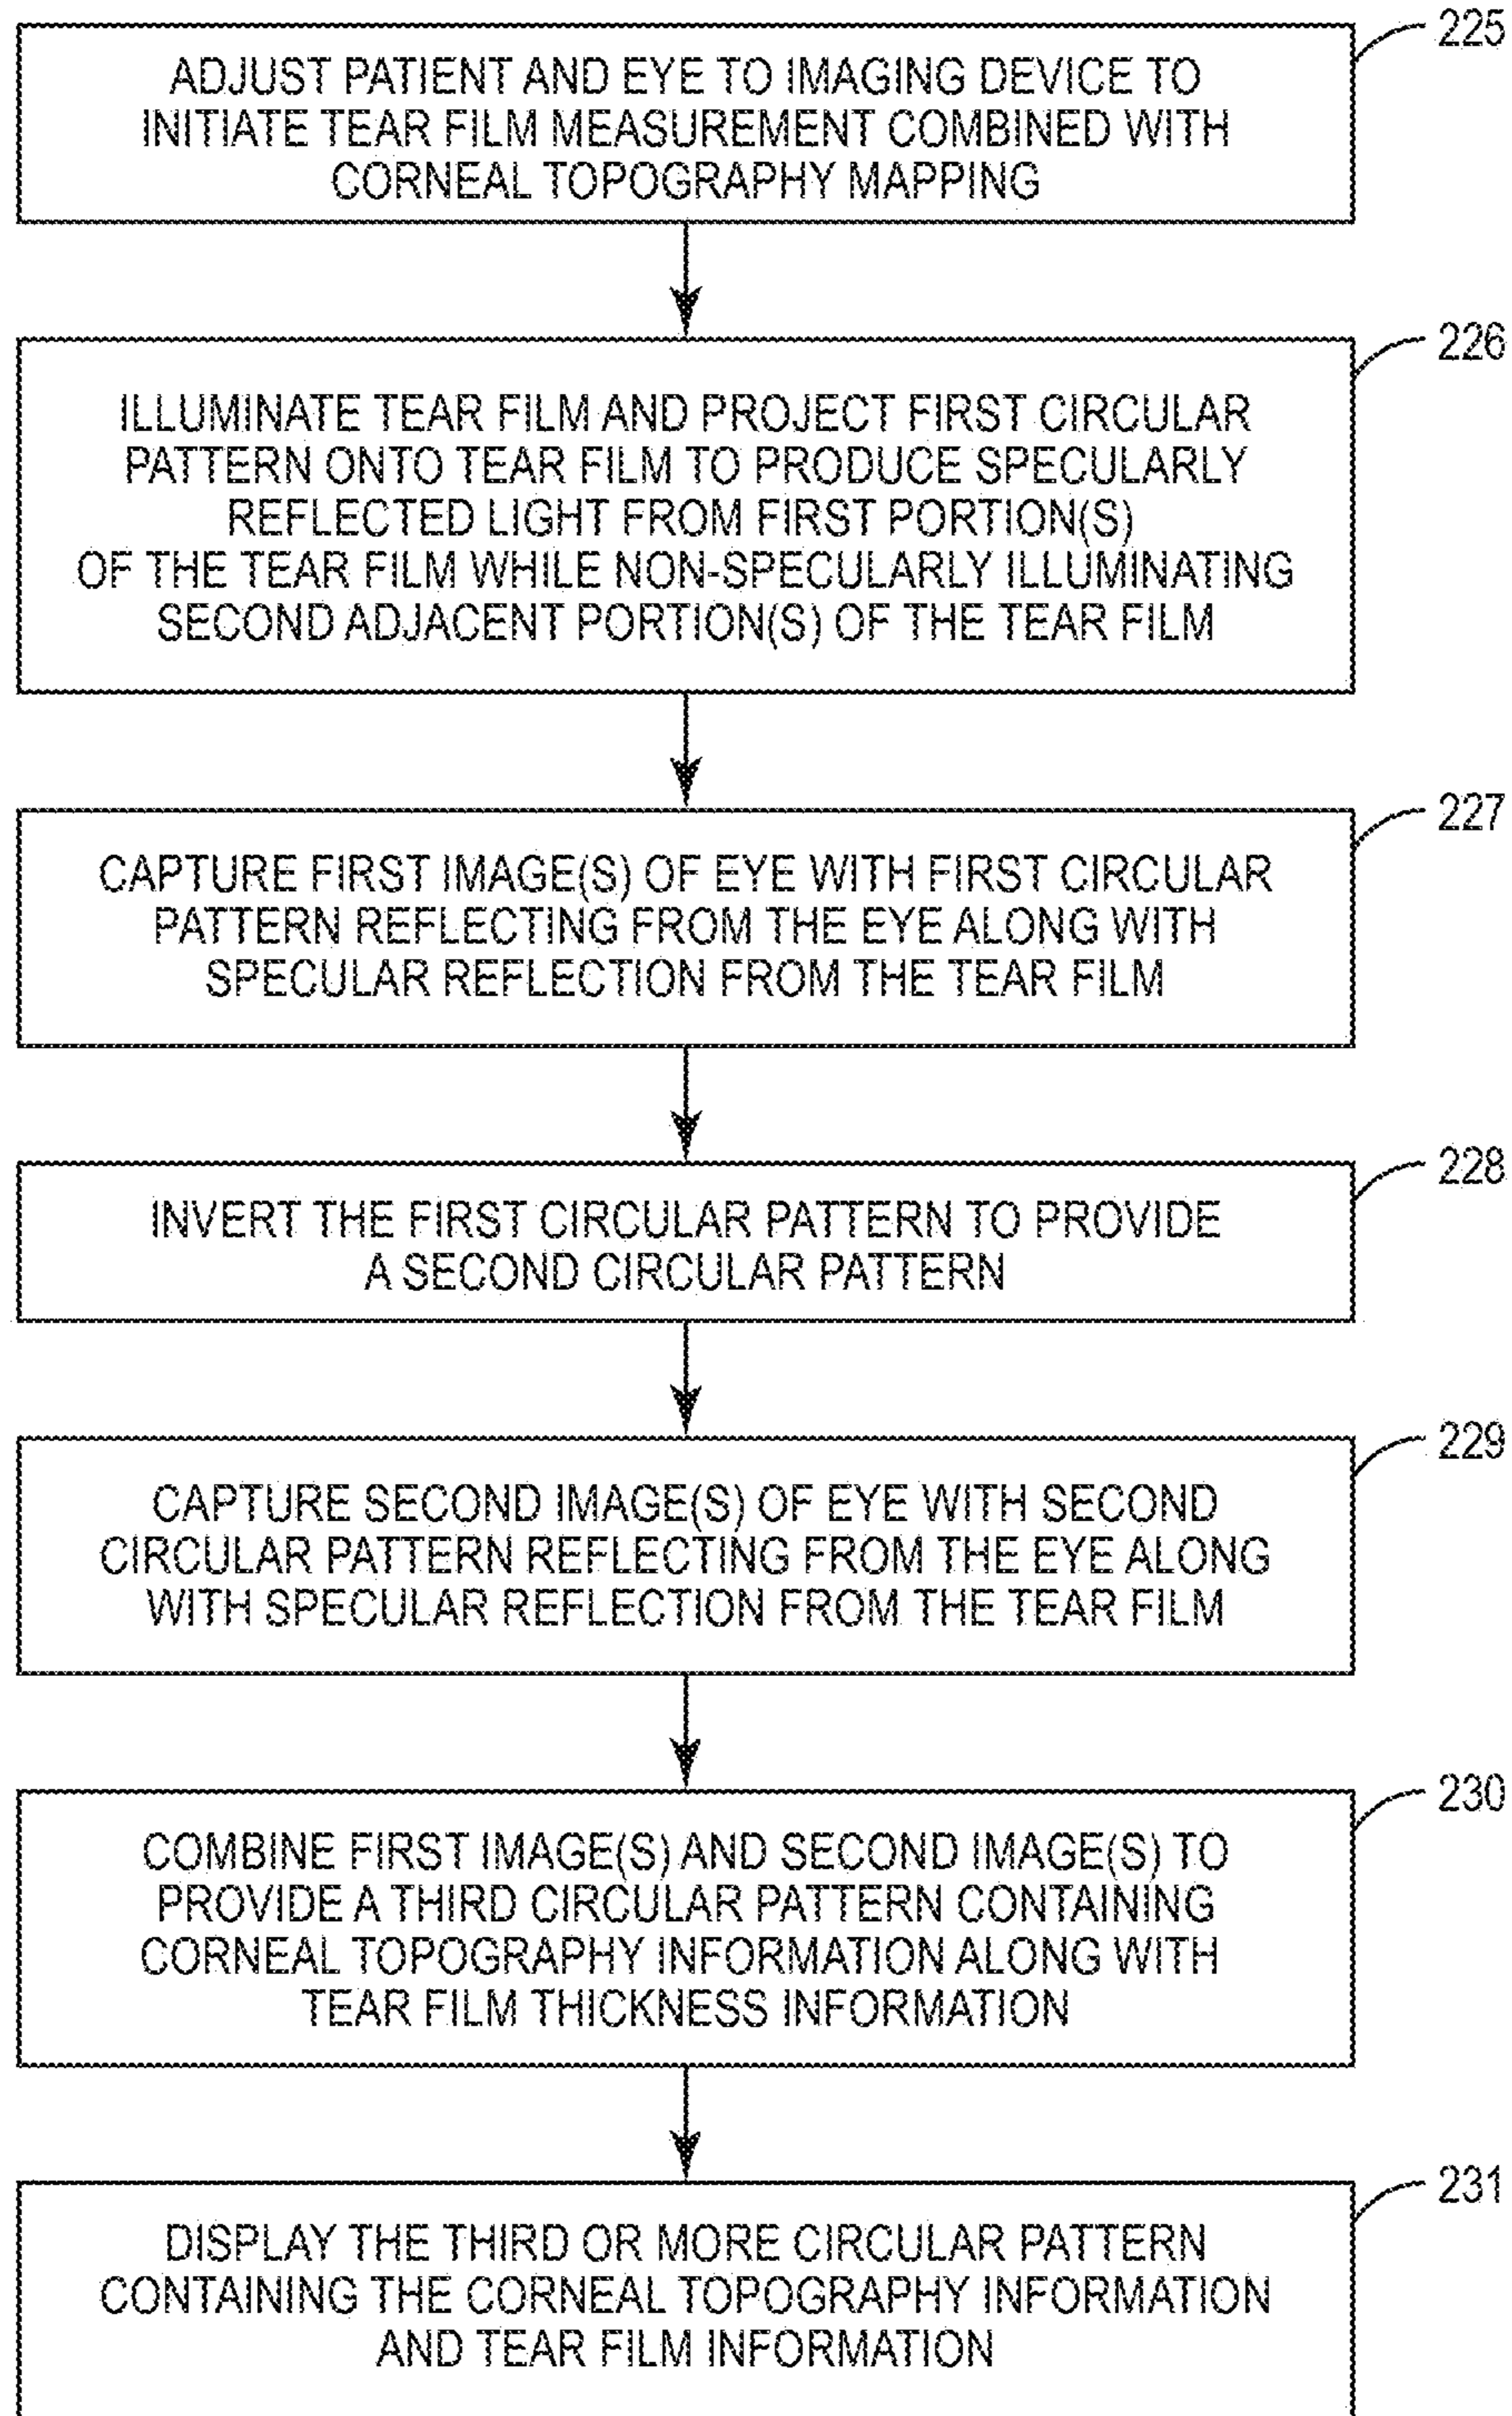 225
ADJUST PATIENT AND EYE TO IMAGING DEVICE TO
INITIATE TEAR FILM MEASUREMENT COMBINED WITH
CORNEAL TOPOGRAPHY MAPPING
226
ILLUMINATE TEAR FILM AND PROJECT FIRST CIRCULAR
PATTERN ONTO TEAR FILM TO PRODUCE SPECULARLY
REFLECTED LIGHT FROM FIRST PORTION(S)
OF THE TEAR FILM WHILE NON-SPECULARLY ILLUMINATING
SECOND ADJACENT PORTION(S) OF THE TEAR FILM
227
CAPTURE FIRST IMAGE(S) OF EYE WITH FIRST CIRCULAR
PATTERN REFLECTING FROM THE EYE ALONG WITH
SPECULAR REFLECTION FROM THE TEAR FILM
228
INVERT THE FIRST CIRCULAR PATTERN TO PROVIDE
A SECOND CIRCULAR PATTERN
229
CAPTURE SECOND IMAGE(S) OF EYE WITH SECOND
CIRCULAR PATTERN REFLECTING FROM THE EYE ALONG
WITH SPECULAR REFLECTION FROM THE TEAR FILM
230
COMBINE FIRST IMAGE(S) AND SECOND IMAGE(S) TO
PROVIDE A THIRD CIRCULAR PATTERN CONTAINING
CORNEAL TOPOGRAPHY INFORMATION ALONG WITH
TEAR FILM THICKNESS INFORMATION
231
DISPLAY THE THIRD OR MORE CIRCULAR PATTERN
CONTAINING THE CORNEAL TOPOGRAPHY INFORMATION
AND TEAR FILM INFORMATION